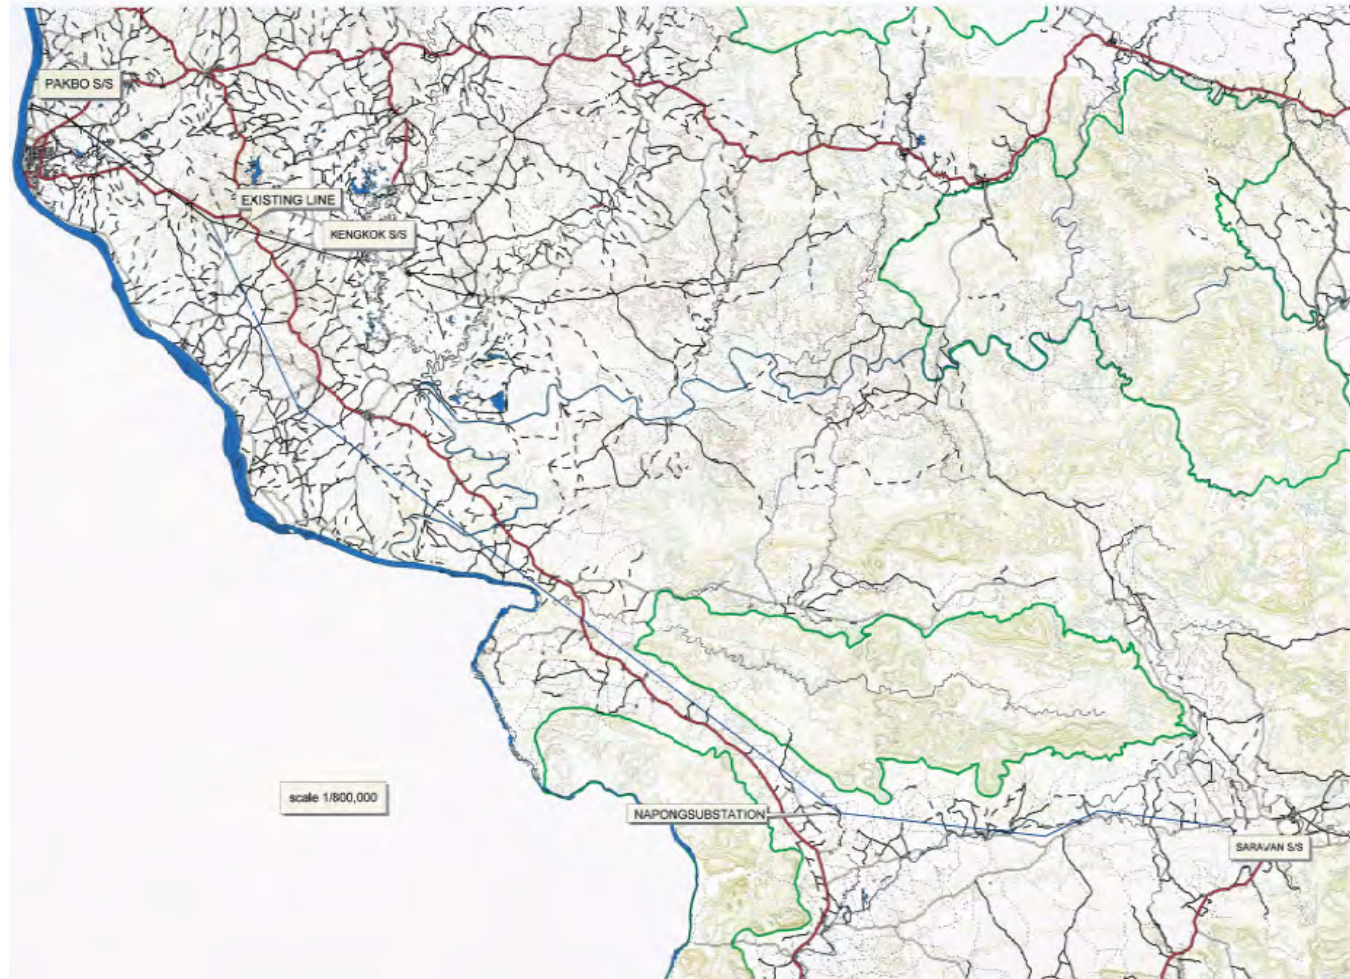 PAKBO S/S
EXISTING LINE
KENGKOK S/S
scale 1/800,000
NAPONGSUBSTATION
SARAVAN S/S